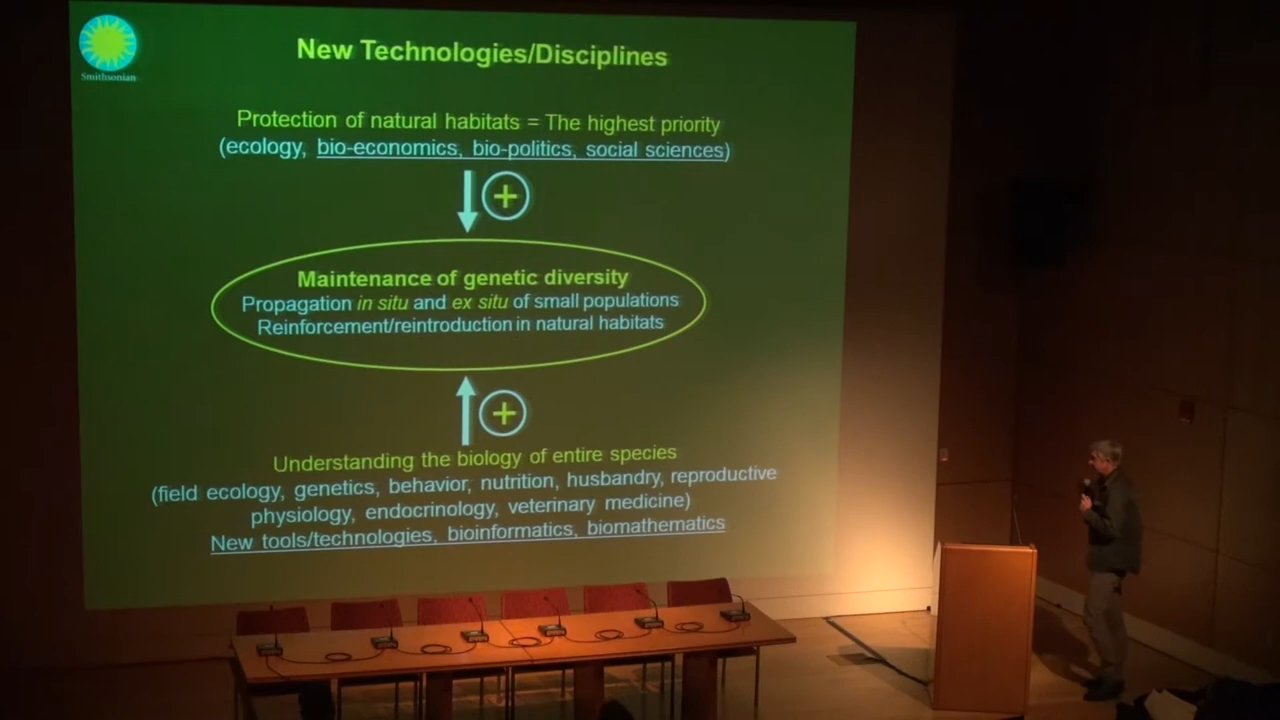 Smithsonian
New Technologies/Disciplines
Protection of natural habitats = The highest priority
(ecology, bio-economics, bio-politics, social sciences)
+
Maintenance of genetic diversity
Propagation in situ and ex situ of small populations
Reinforcement/reintroduction in natural habitats
+
Understanding the biology of entire species
(field ecology, genetics, behavior, nutrition, husbandry, reproductive
physiology, endocrinology, veterinary medicine)
New tools/technologies, bioinformatics, biomathematics